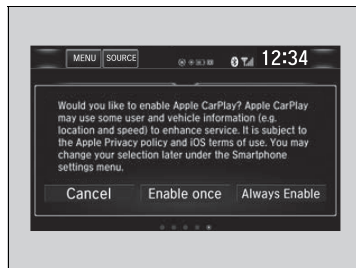 MENU SOURCE 12:34
Would you like to enable Apple CarPlay? Apple CarPlay
may use some user and vehicle information (e.g.
location and speed) to enhance service. It is subject to
the Apple Privacy policy and iOS terms of use. You may
change your selection later under the Smartphone
settings menu.
Cancel Enable once Always Enable